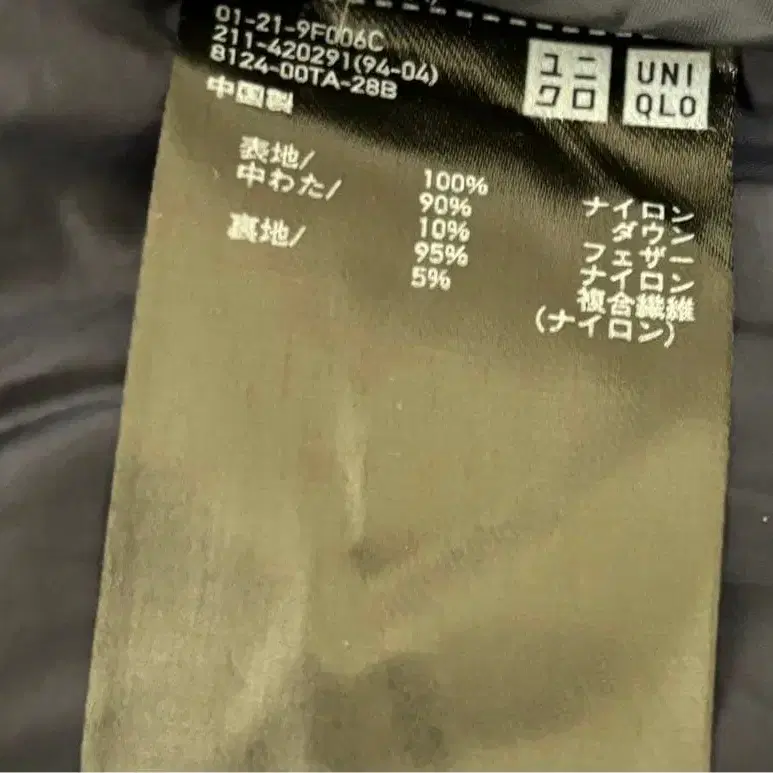 01-21-9F006C
211-420291(94-04)
8124-00TA-28B
中国製
ユニ
クロ
UNI
QLO
表地/ 100% ナイロン
中わた/ 90% ダウン
10% フェザー
裏地/ 95% ナイロン
5% 複合繊維
(ナイロン)